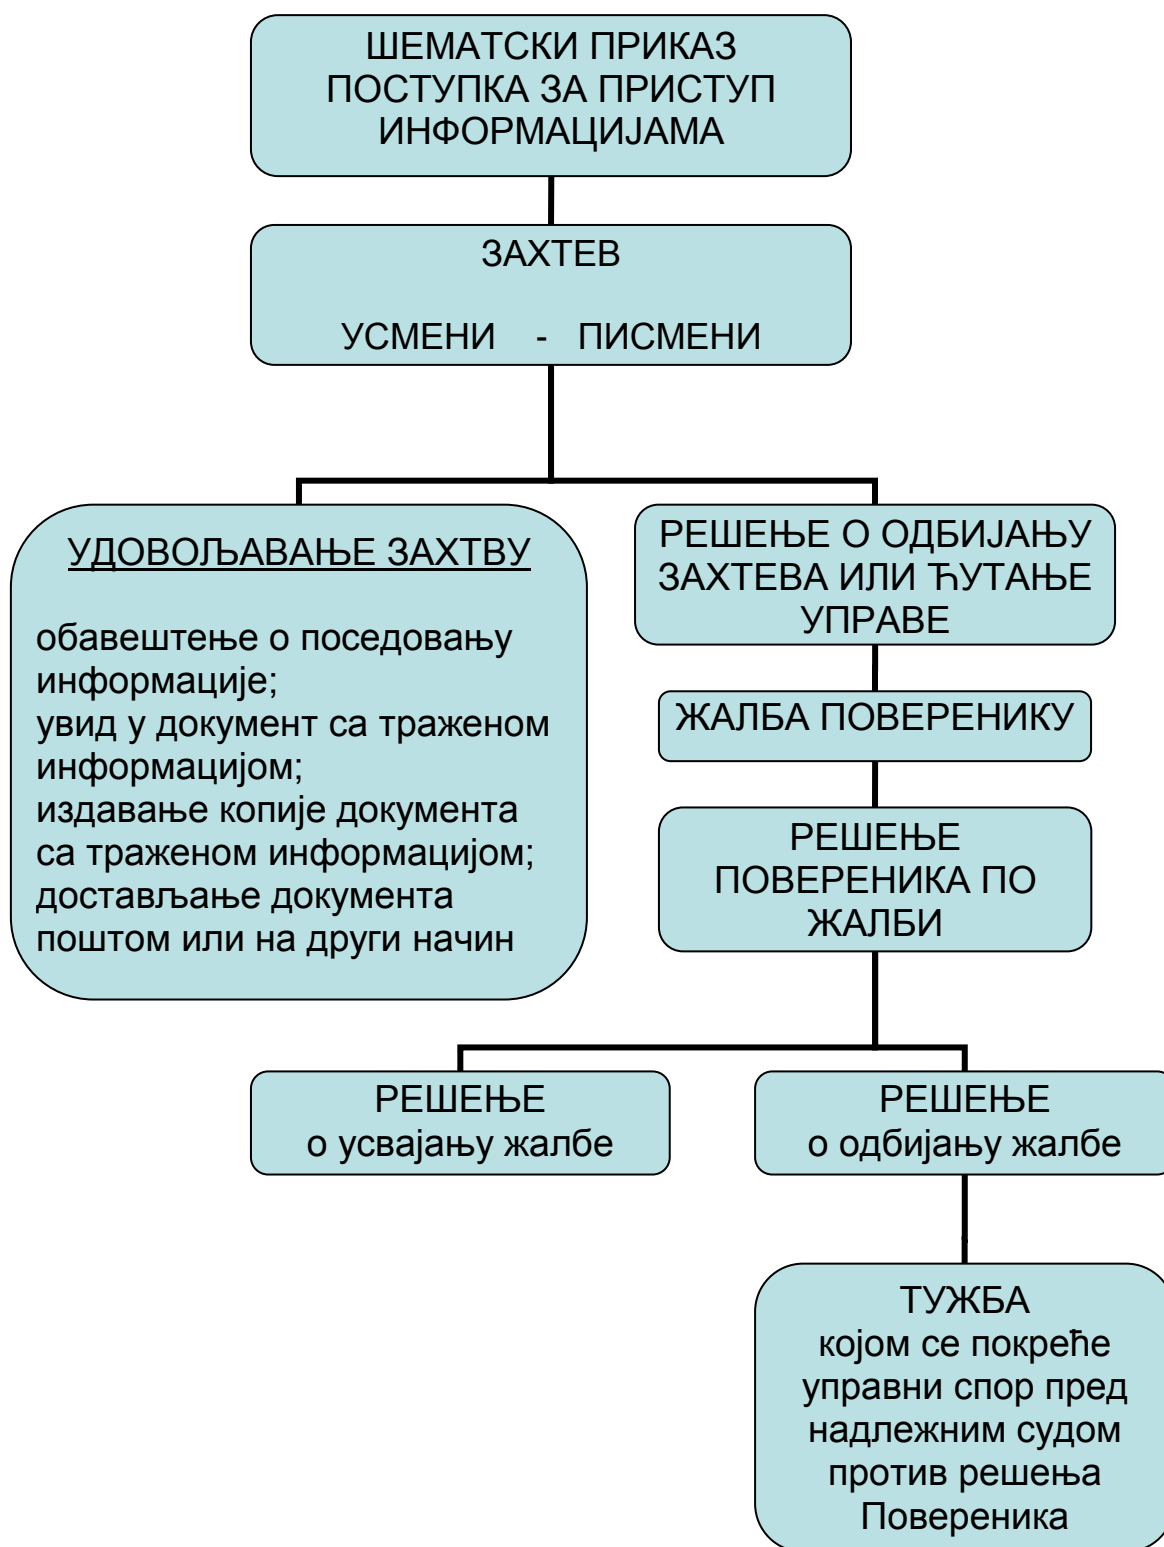 ШЕМАТСКИ ПРИКАЗ
ПОСТУПКА ЗА ПРИСТУП
ИНФОРМАЦИЈАМА
ЗАХТЕВ
УСМЕНИ - ПИСМЕНИ
УДОВОЉАВАЊЕ ЗАХТВУ
обавештење о поседовању
информације;
увид у документ са траженом
информацијом;
издавање копије документа
са траженом информацијом;
достављање документа
поштом или на други начин
РЕШЕЊЕ О ОДБИЈАЊУ
ЗАХТЕВА ИЛИ ЋУТАЊЕ
УПРАВЕ
ЖАЛБА ПОВЕРЕНИКУ
РЕШЕЊЕ
ПОВЕРЕНИКА ПО
ЖАЛБИ
РЕШЕЊЕ
о усвајању жалбе
РЕШЕЊЕ
о одбијању жалбе
ТУЖБА
којом се покреће
управни спор пред
надлежним судом
против решења
Повереника